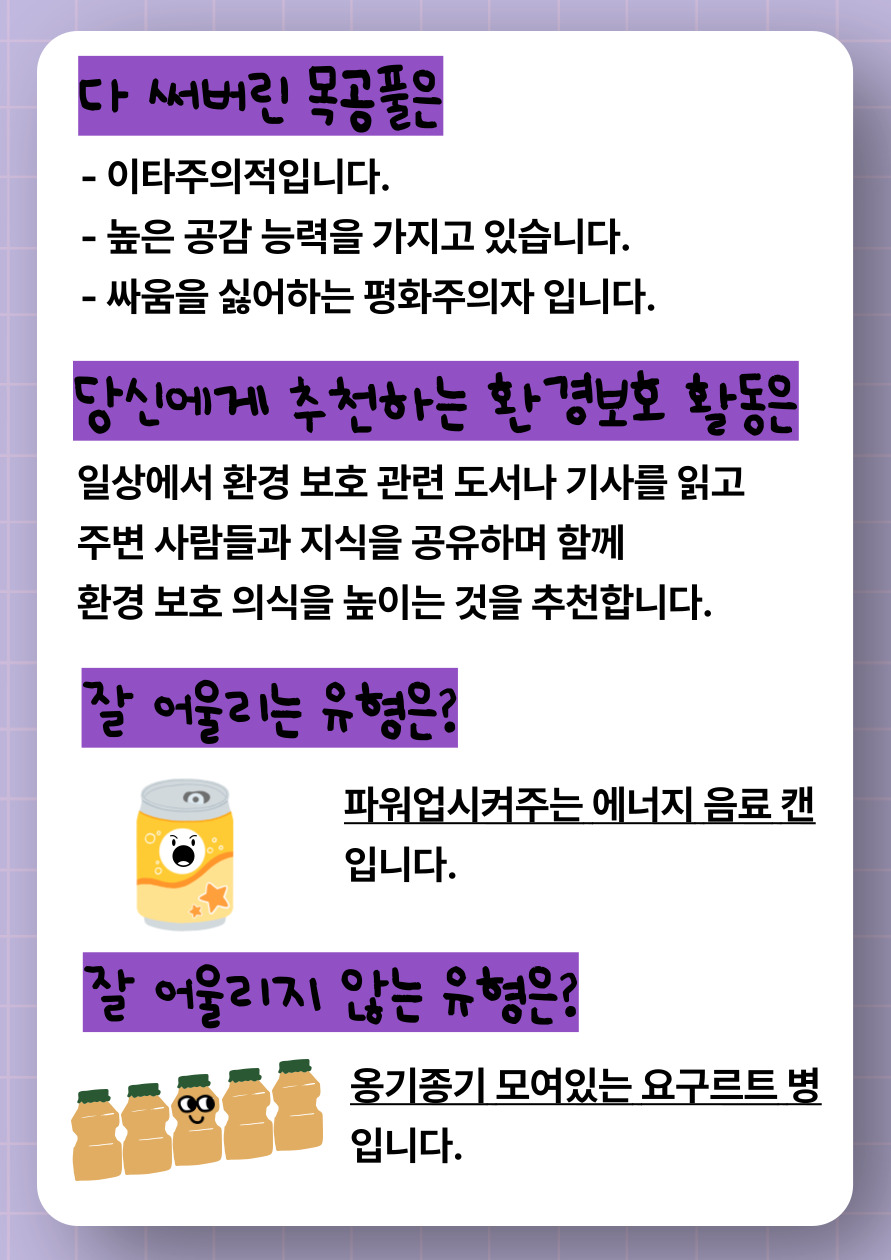 다 써버린 목공풀은
- 이타주의적입니다.
- 높은 공감 능력을 가지고 있습니다.
- 싸움을 싫어하는 평화주의자 입니다.
당신에게 추천하는 환경보호 활동은
일상에서 환경 보호 관련 도서나 기사를 읽고
주변 사람들과 지식을 공유하며 함께
환경 보호 의식을 높이는 것을 추천합니다.
잘 어울리는 유형은?
파워업시켜주는 에너지 음료 캔
입니다.
잘 어울리지 않는 유형은?
옹기종기 모여있는 요구르트 병
입니다.